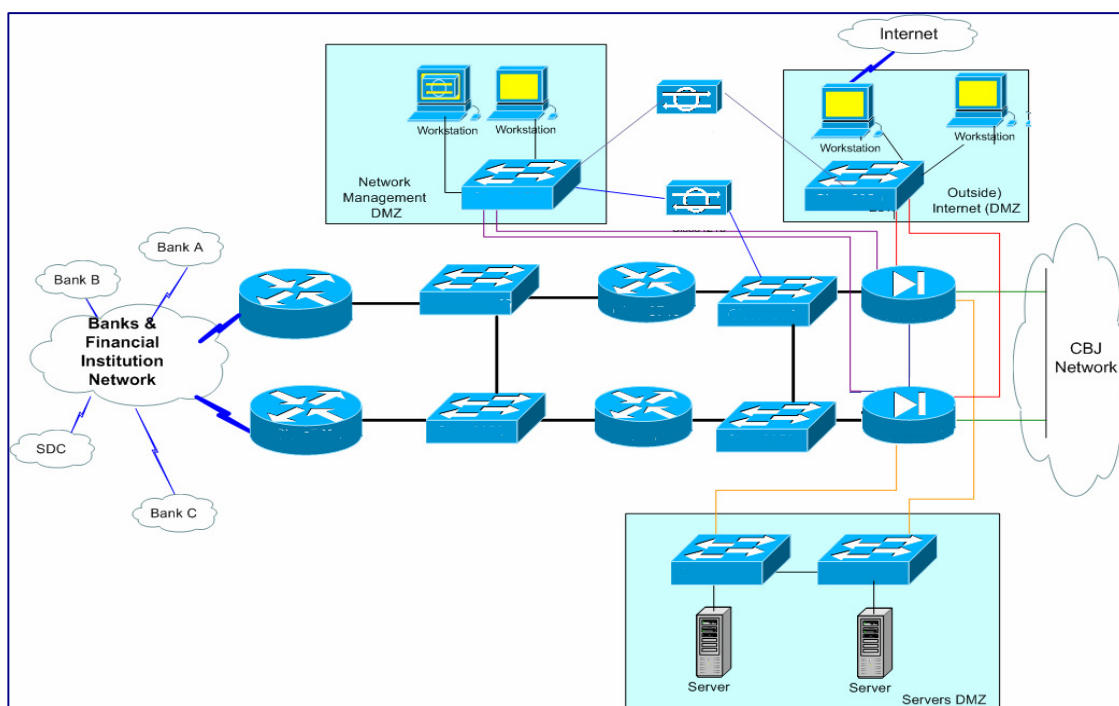 Internet
Workstation
Workstation
Workstation
Workstation
Network
Management
DMZ
Outside)
Internet (DMZ
Bank A
Bank B
Banks &
Financial
Institution
Network
SDC
Bank C
CBJ
Network
Server
Server
Servers DMZ